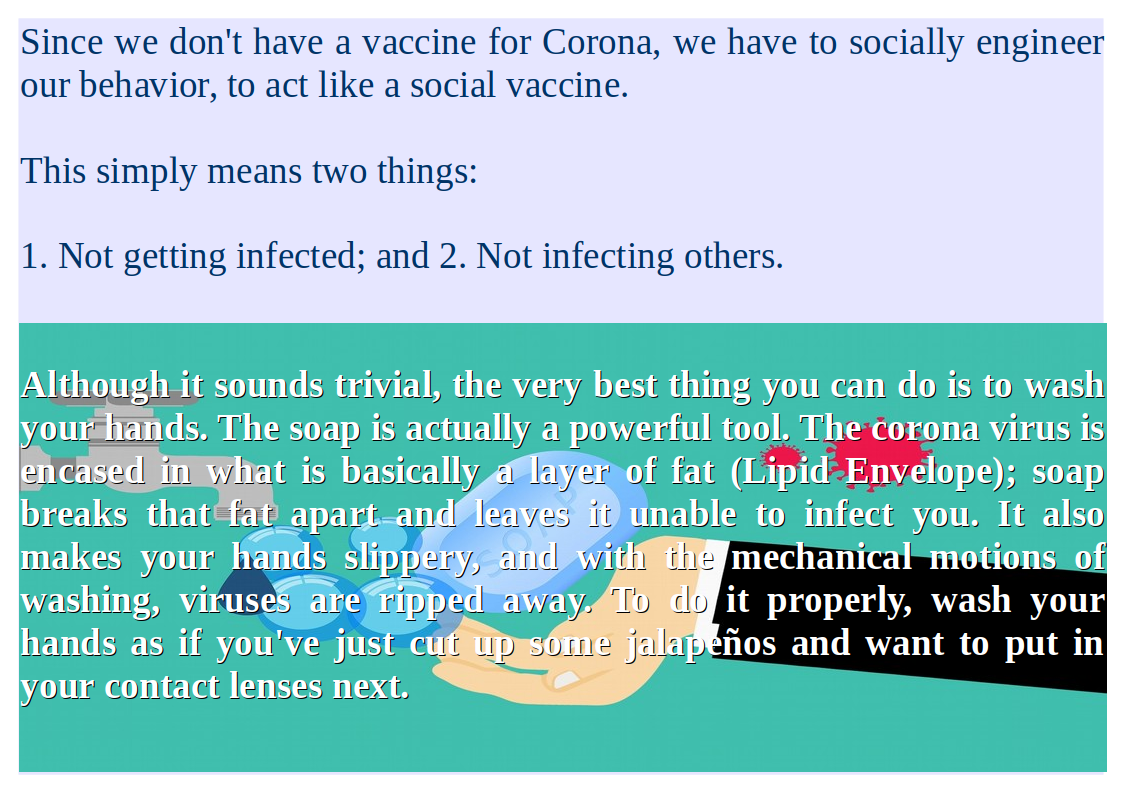 Since we don't have a vaccine for Corona, we have to socially engineer
our behavior, to act like a social vaccine.
This simply means two things:
1. Not getting infected; and 2. Not infecting others.
Although it sounds trivial, the very best thing you can do is to wash
your hands. The soap is actually a powerful tool. The corona virus is
encased in what is basically a layer of fat (Lipid Envelope); soap
breaks that fat apart and leaves it unable to infect you. It also
makes your hands slippery, and with the mechanical motions of
washing, viruses are ripped away. To do it properly, wash your
hands as if you've just cut up some jalapeños and want to put in
your contact lenses next.
SOAP